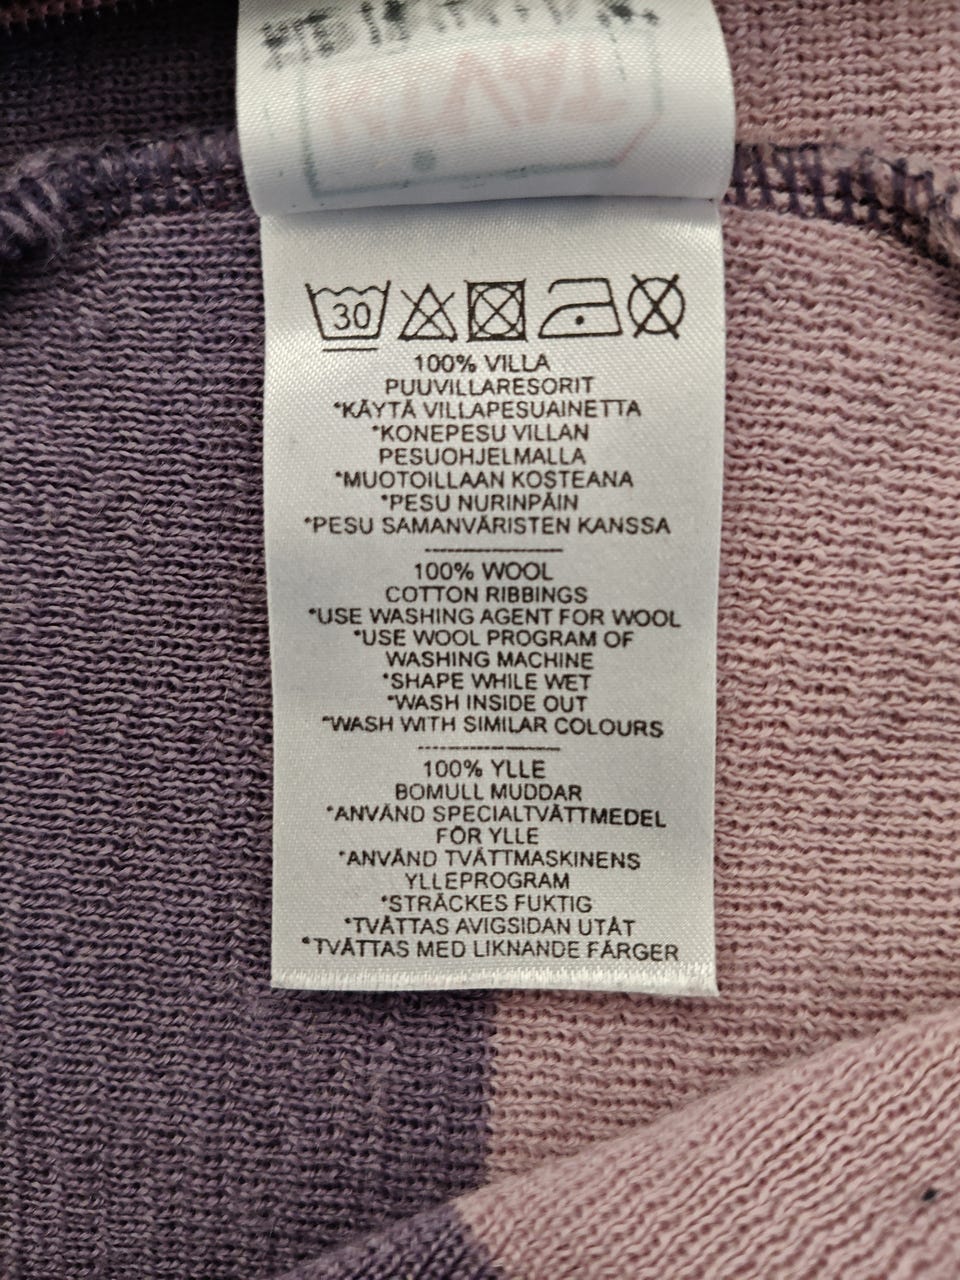 30
100% VILLA
PUUVILLARESORIT
*KÄYTÄ VILLAPESUAINETTA
*KONEPESU VILLAN
PESUOHJELMALLA
*MUOTOILLAAN KOSTEANA
*PESU NURINPÄIN
*PESU SAMANVÄRISTEN KANSSA
100% WOOL
COTTON RIBBINGS
*USE WASHING AGENT FOR WOOL
*USE WOOL PROGRAM OF
WASHING MACHINE
*SHAPE WHILE WET
*WASH INSIDE OUT
*WASH WITH SIMILAR COLOURS
100% YLLE
BOMULL MUDDAR
*ANVÄND SPECIALTVÄTTMEDEL
FÖR YLLE
*ANVÄND TVÄTTMASKINENS
YLLEPROGRAM
*STRÄCKES FUKTIG
*TVÄTTAS AVIGSIDAN UTÅT
*TVÄTTAS MED LIKNANDE FÄRGER